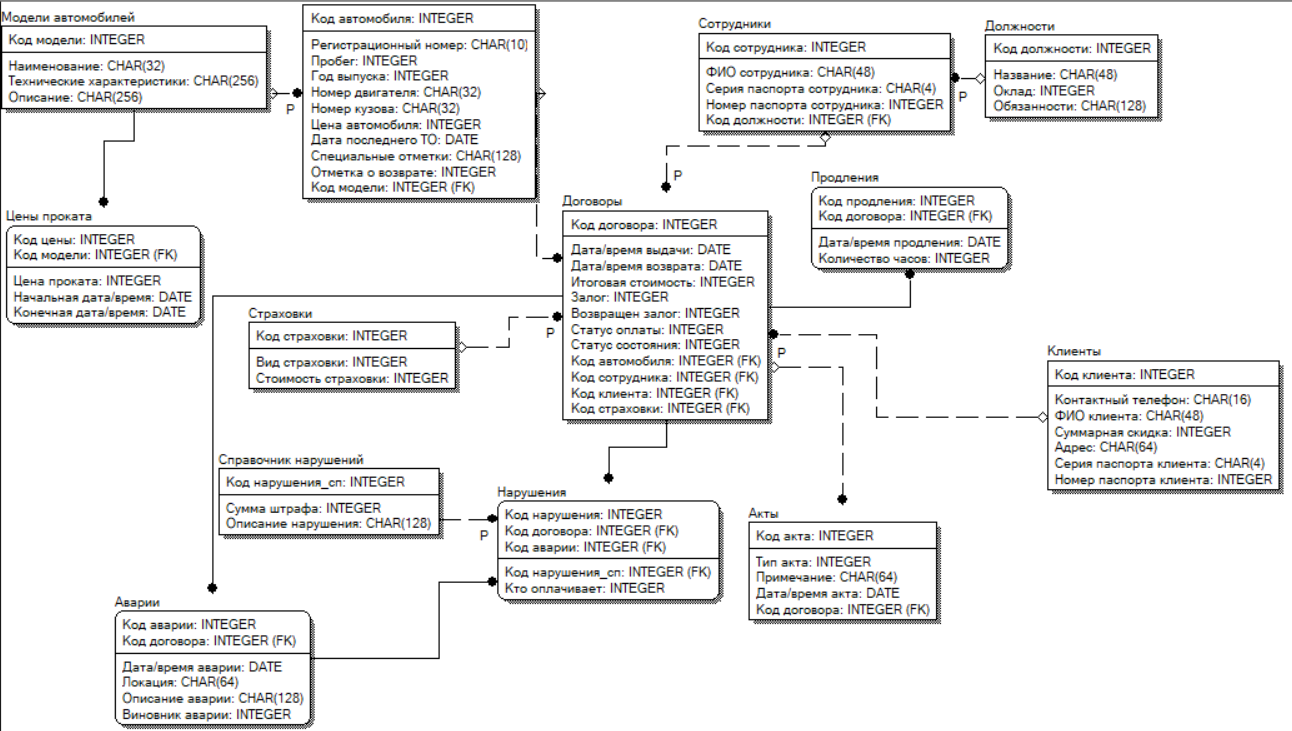 Модели автомобилей
Код модели: INTEGER
Наименование: CHAR(32)
Технические характеристики: CHAR(256)
Описание: CHAR(256)
P
Код автомобиля: INTEGER
Регистрационный номер: CHAR(10)
Пробег: INTEGER
Год выпуска: INTEGER
Номер двигателя: CHAR(32)
Номер кузова: CHAR(32)
Цена автомобиля: INTEGER
Дата последнего ТО: DATE
Специальные отметки: CHAR(128)
Отметка о возврате: INTEGER
Код модели: INTEGER (FK)
Сотрудники
Код сотрудника: INTEGER
ФИО сотрудника: CHAR(48)
Серия паспорта сотрудника: CHAR(4)
Номер паспорта сотрудника: INTEGER
Код должности: INTEGER (FK)
P
Должности
Код должности: INTEGER
Название: CHAR(48)
Оклад: INTEGER
Обязанности: CHAR(128)
P
Цены проката
Код цены: INTEGER
Код модели: INTEGER (FK)
Цена проката: INTEGER
Начальная дата/время: DATE
Конечная дата/время: DATE
Договоры
Код договора: INTEGER
Дата/время выдачи: DATE
Дата/время возврата: DATE
Итоговая стоимость: INTEGER
Залог: INTEGER
Возвращен залог: INTEGER
Статус оплаты: INTEGER
Статус состояния: INTEGER
Код автомобиля: INTEGER (FK)
Код сотрудника: INTEGER (FK)
Код клиента: INTEGER (FK)
Код страховки: INTEGER (FK)
Продления
Код продления: INTEGER
Код договора: INTEGER (FK)
Дата/время продления: DATE
Количество часов: INTEGER
Страховки
Код страховки: INTEGER
Вид страховки: INTEGER
Стоимость страховки: INTEGER
P
P
Клиенты
Код клиента: INTEGER
Контактный телефон: CHAR(16)
ФИО клиента: CHAR(48)
Суммарная скидка: INTEGER
Адрес: CHAR(64)
Серия паспорта клиента: CHAR(4)
Номер паспорта клиента: INTEGER
Справочник нарушений
Код нарушения_сп: INTEGER
Сумма штрафа: INTEGER
Описание нарушения: CHAR(128)
P
Нарушения
Код нарушения: INTEGER
Код договора: INTEGER (FK)
Код аварии: INTEGER (FK)
Код нарушения_сп: INTEGER (FK)
Кто оплачивает: INTEGER
Акты
Код акта: INTEGER
Тип акта: INTEGER
Примечание: CHAR(64)
Дата/время акта: DATE
Код договора: INTEGER (FK)
Аварии
Код аварии: INTEGER
Код договора: INTEGER (FK)
Дата/время аварии: DATE
Локация: CHAR(64)
Описание аварии: CHAR(128)
Виновник аварии: INTEGER